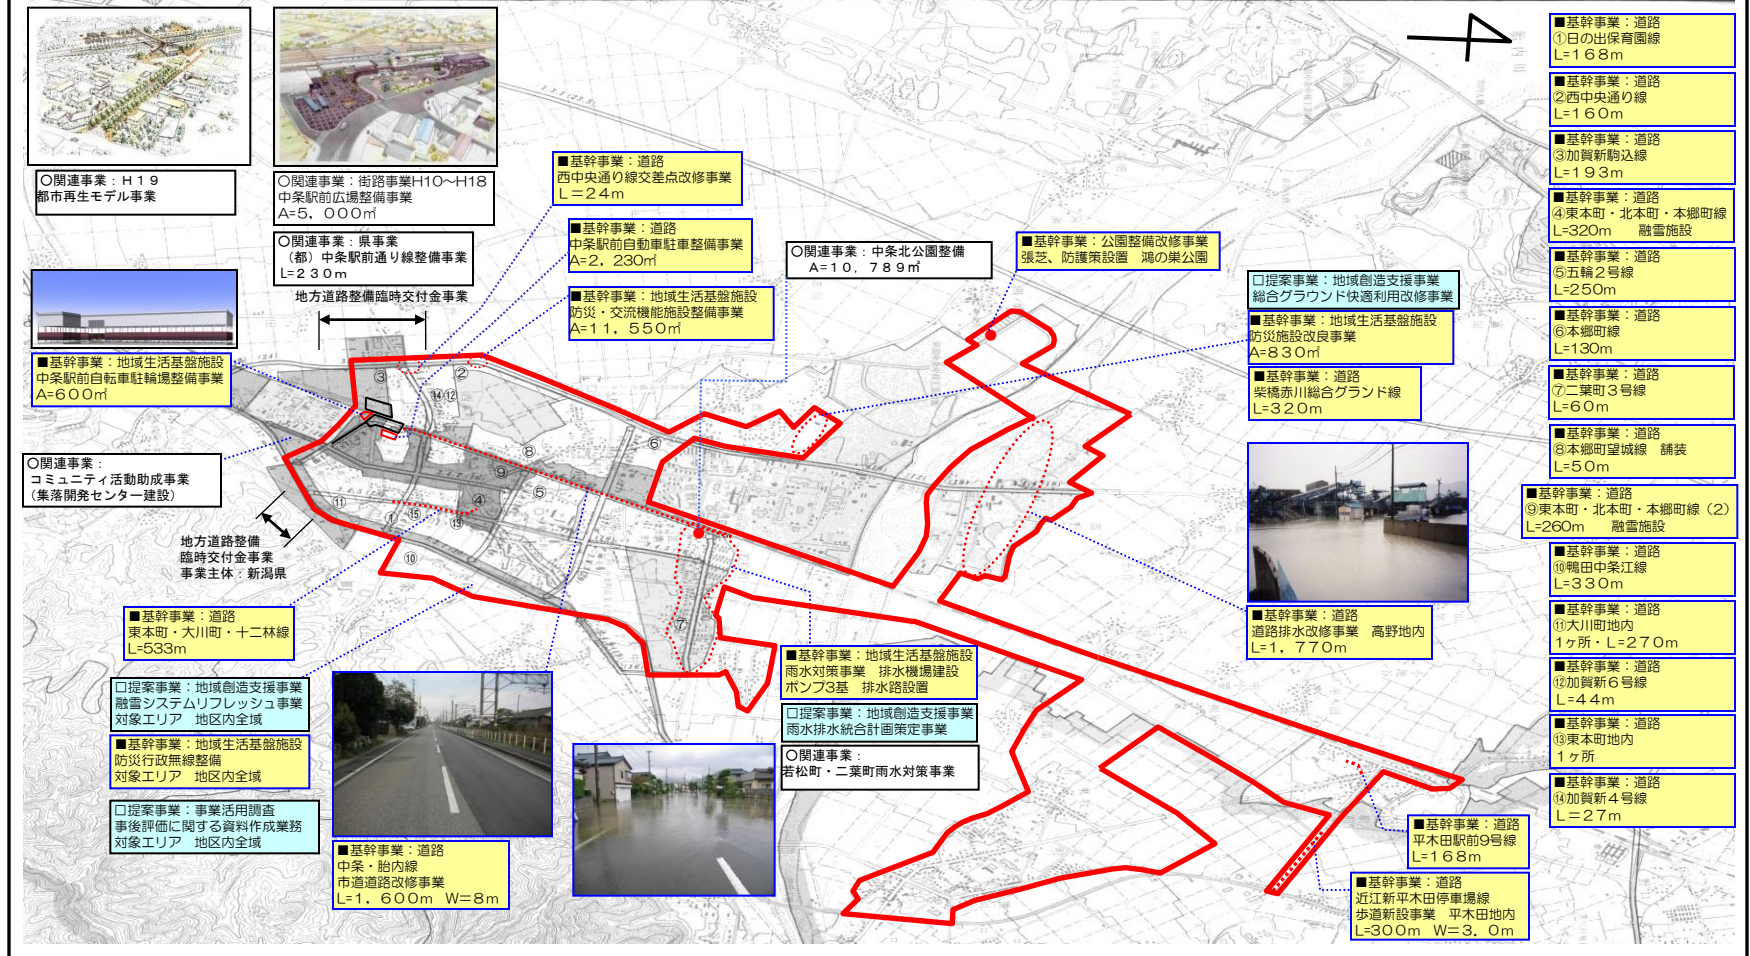 ○関連事業：Ｈ１９
都市再生モデル事業
○関連事業：街路事業H10～H18
中条駅前広場整備事業
A=5，000㎡
○関連事業：県事業
（都）中条駅前通り線整備事業
L=２３０ｍ
地方道路整備臨時交付金事業
■基幹事業：道路
西中央通り線交差点改修事業
Ｌ＝24m
■基幹事業：道路
中条駅前自動車駐車整備事業
A=2，230㎡
■基幹事業：地域生活基盤施設
防災・交流機能施設整備事業
A=11，550㎡
○関連事業：中条北公園整備
A=10，789㎡
■基幹事業：公園整備改修事業
張芝、防護策設置　鴻の巣公園
□提案事業：地域創造支援事業
総合グラウンド快適利用改修事業
■基幹事業：地域生活基盤施設
防災施設改良事業
A=830㎡
■基幹事業：道路
柴橋赤川総合グランド線
L=320m
■基幹事業：地域生活基盤施設
中条駅前自転車駐輪場整備事業
A=600㎡
○関連事業：
コミュニティ活動助成事業
（集落開発センター建設）
地方道路整備
臨時交付金事業
事業主体：新潟県
■基幹事業：道路
東本町・大川町・十二林線
L=533m
□提案事業：地域創造支援事業
融雪システムリフレッシュ事業
対象エリア　地区内全域
■基幹事業：地域生活基盤施設
防災行政無線整備
対象エリア　地区内全域
□提案事業：事業活用調査
事後評価に関する資料作成業務
対象エリア　地区内全域
■基幹事業：道路
中条・胎内線
市道道路改修事業
L=1，600m　W=8m
■基幹事業：地域生活基盤施設
雨水対策事業　排水機場建設
ポンプ3基　排水路設置
□提案事業：地域創造支援事業
雨水排水統合計画策定事業
○関連事業：
若松町・二葉町雨水対策事業
■基幹事業：道路
道路排水改修事業　高野地内
L=1，770m
■基幹事業：道路
平木田駅前9号線
L=168m
■基幹事業：道路
近江新平木田停車場線
歩道新設事業　平木田地内
L=300m　W=3．0m
■基幹事業：道路
①日の出保育園線
L=168m
■基幹事業：道路
②西中央通り線
L=160m
■基幹事業：道路
③加賀新駒込線
L=193m
■基幹事業：道路
④東本町・北本町・本郷町線
L=320m　　融雪施設
■基幹事業：道路
⑤五輪２号線
L=250m
■基幹事業：道路
⑥本郷町線
L=130m
■基幹事業：道路
⑦二葉町３号線
L=60m
■基幹事業：道路
⑧本郷町望城線　舗装
L=50m
■基幹事業：道路
⑨東本町・北本町・本郷町線（2）
L=260m　　融雪施設
■基幹事業：道路
⑩鴨田中条江線
L=330m
■基幹事業：道路
⑪大川町地内
1ヶ所・L=270m
■基幹事業：道路
⑫加賀新６号線
L=44m
■基幹事業：道路
⑬東本町地内
1ヶ所
■基幹事業：道路
⑭加賀新４号線
Ｌ＝27m
③
②
⑭⑫
⑧
⑥
⑨
⑤
④
⑪
①
⑮
⑬
⑩
⑦